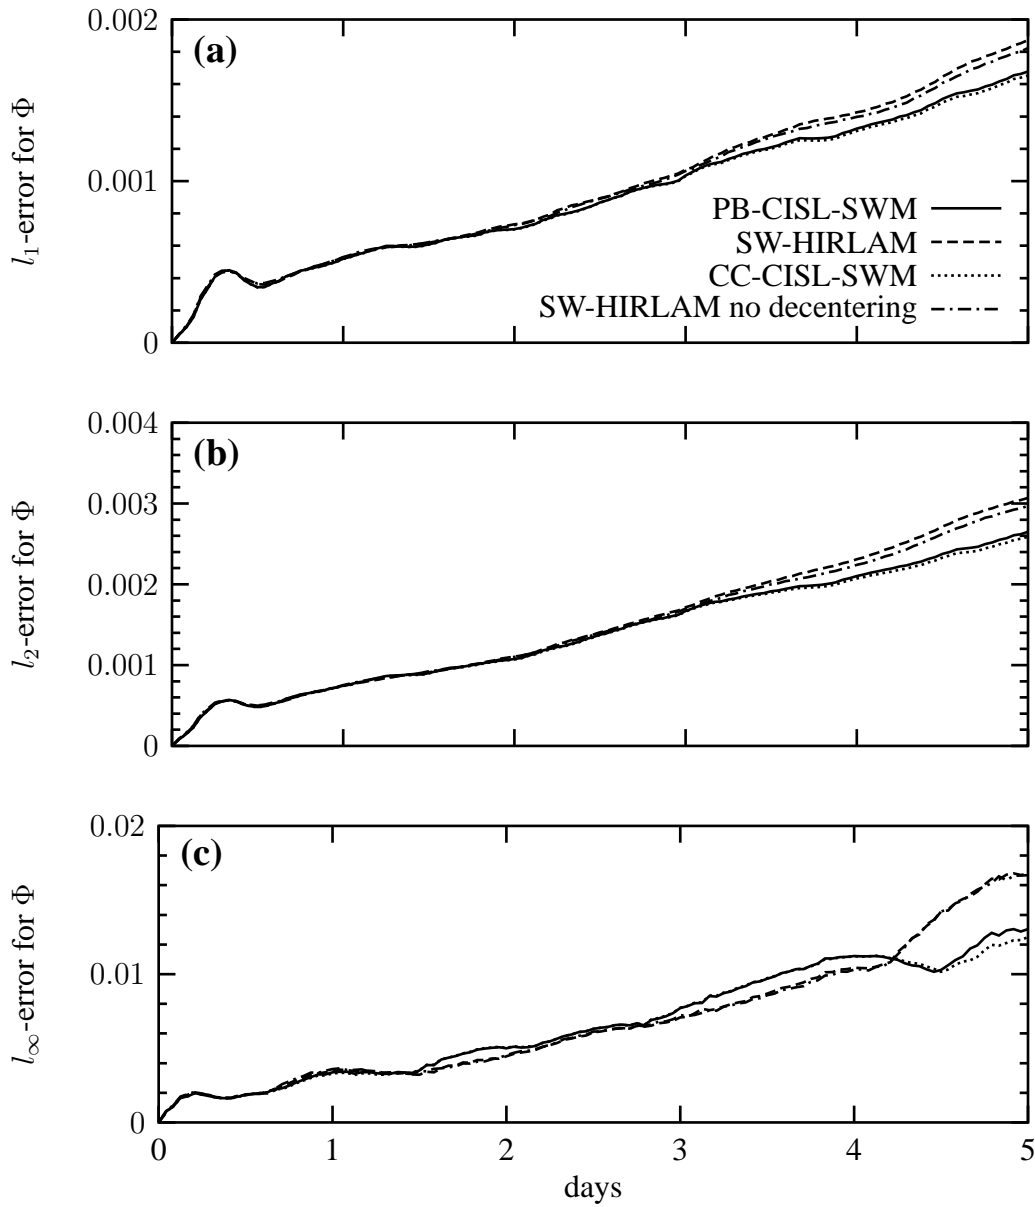 0.002
(a)
0.001
0
l₁-error for Φ
PB-CISL-SWM
SW-HIRLAM
CC-CISL-SWM
SW-HIRLAM no decentering
0.004
(b)
0.003
0.002
0.001
0
l₂-error for Φ
0.02
(c)
0.01
0
l∞-error for Φ
0 1 2 3 4 5
days